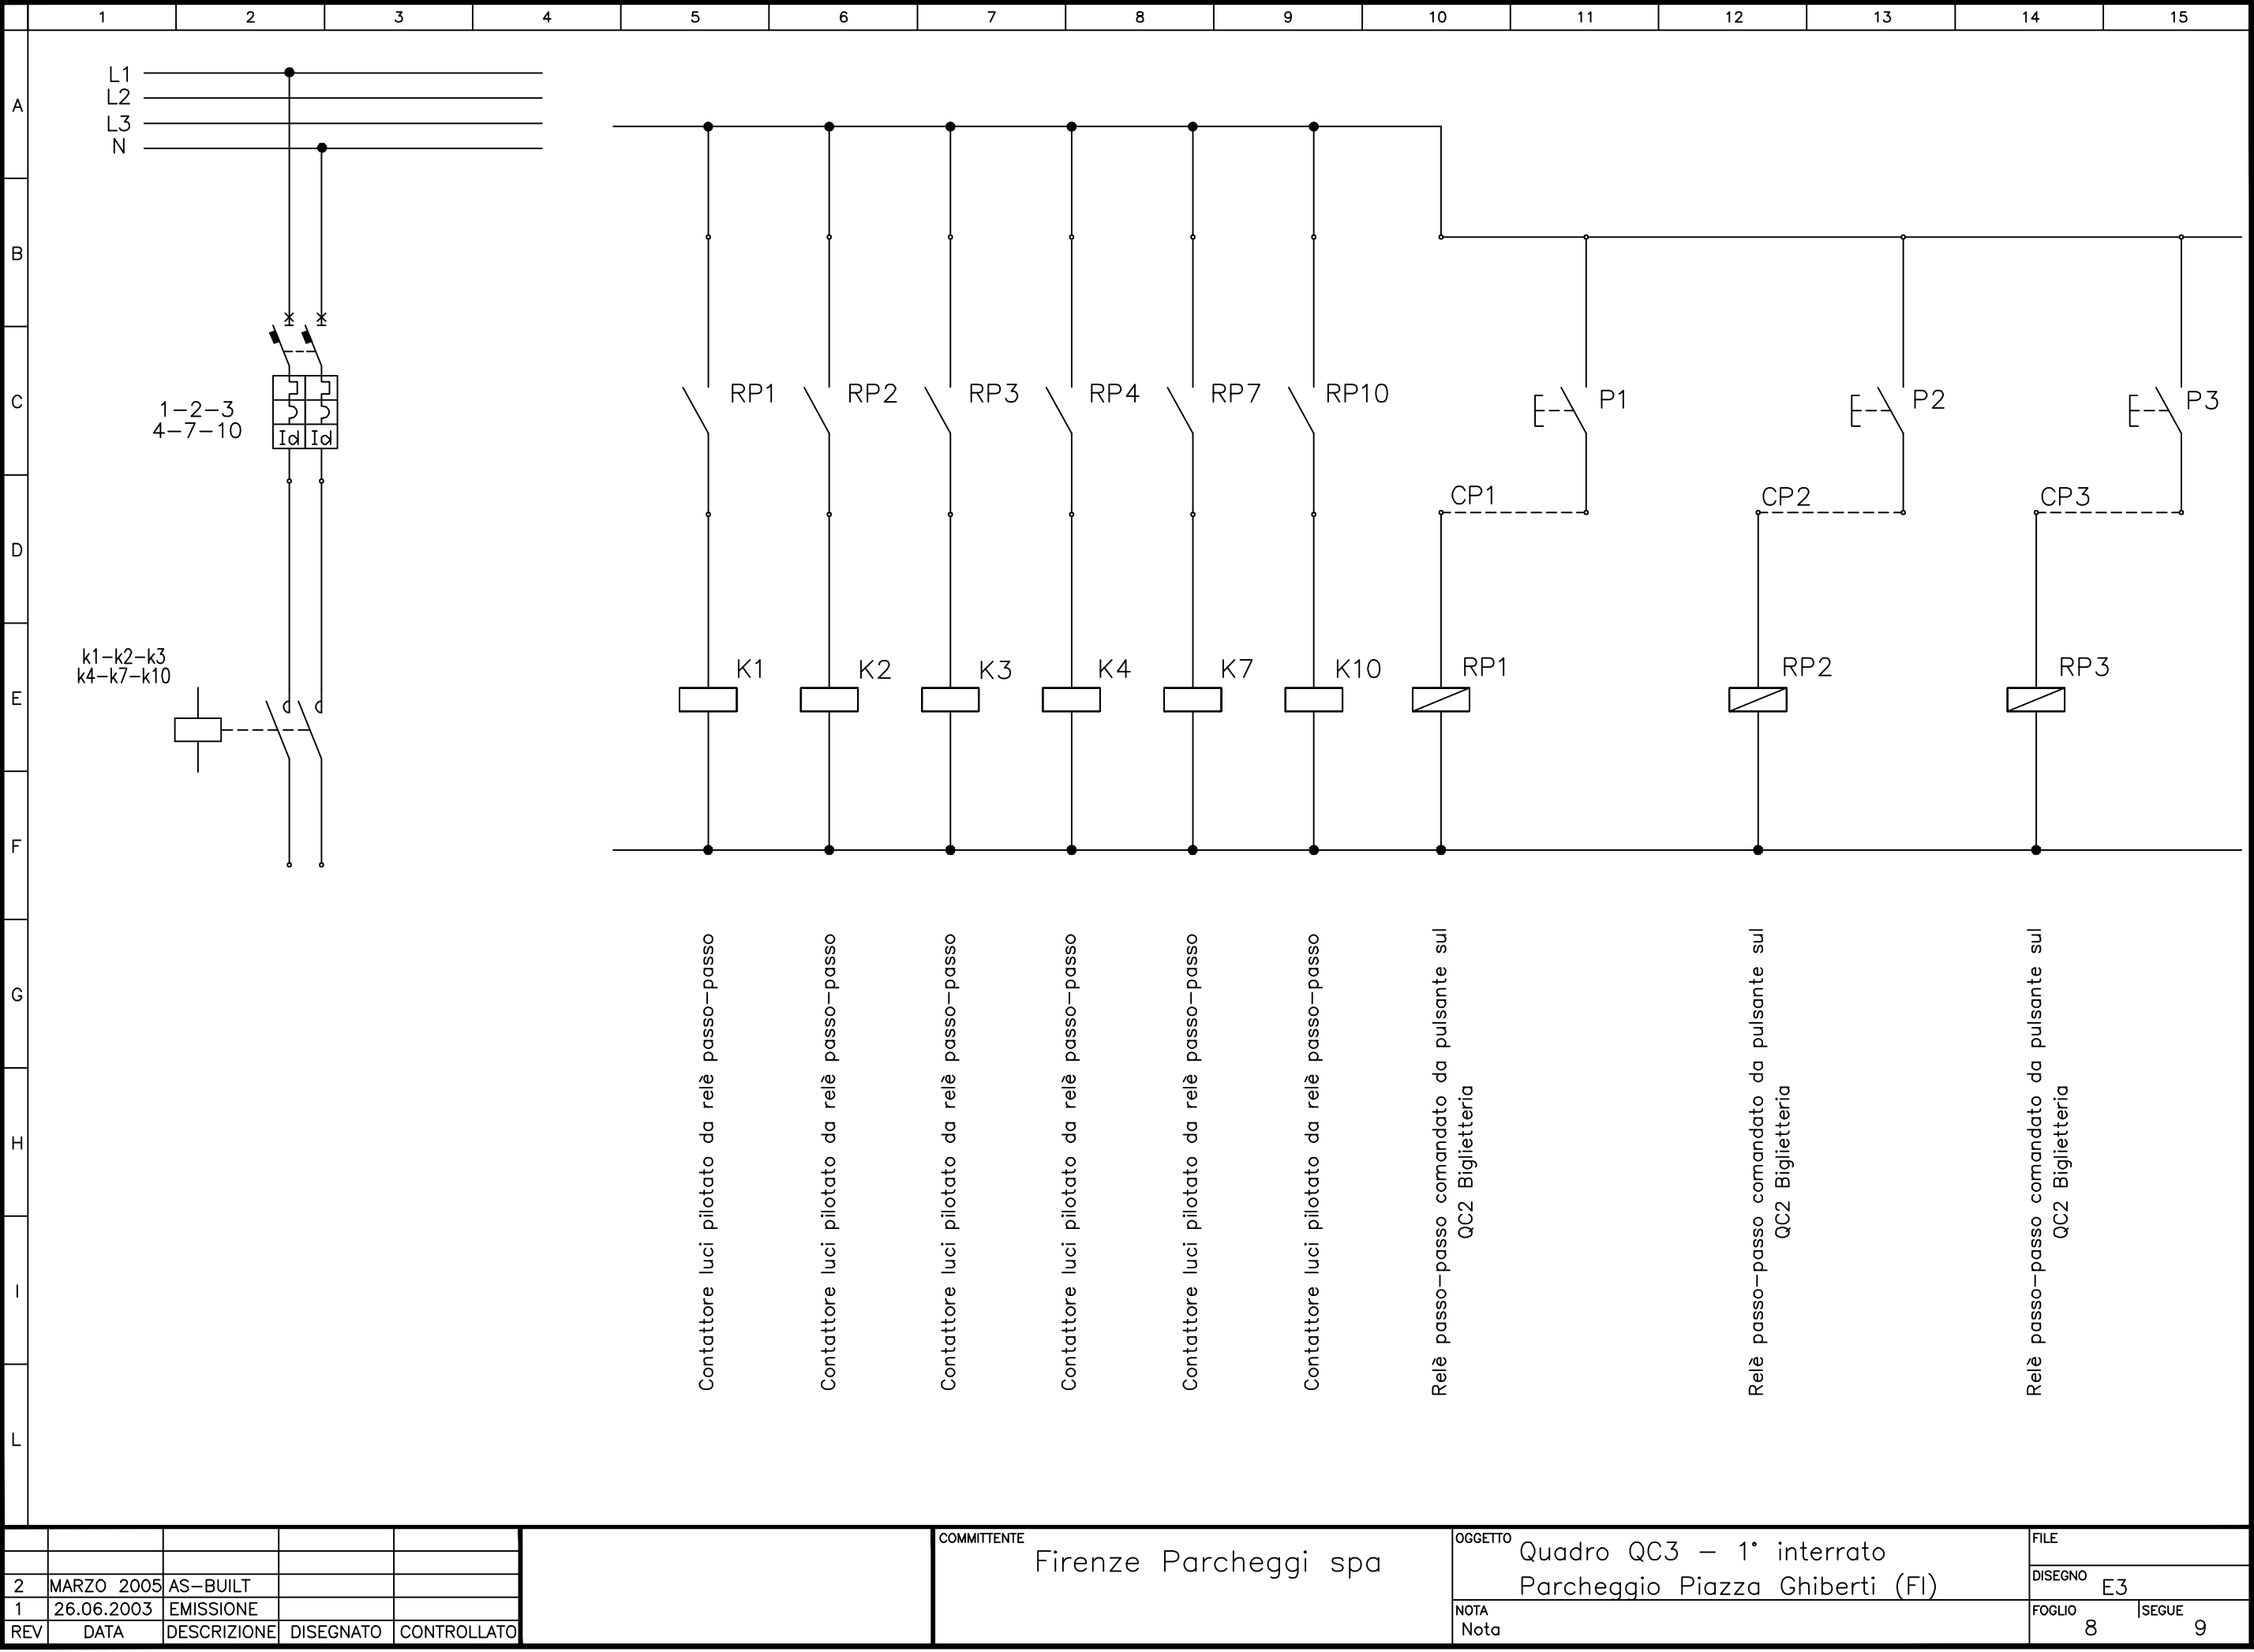 1 2 3 4 5 6 7 8 9 10 11 12 13 14 15
A
B
C
D
E
F
G
H
I
L
L1
L2
L3
N
1-2-3
4-7-10
Id Id
k1-k2-k3
k4-k7-k10
RP1 RP2 RP3 RP4 RP7 RP10 P1 P2 P3
CP1 CP2 CP3
K1 K2 K3 K4 K7 K10 RP1 RP2 RP3
Contattore luci pilotato da relè passo-passo
Contattore luci pilotato da relè passo-passo
Contattore luci pilotato da relè passo-passo
Contattore luci pilotato da relè passo-passo
Contattore luci pilotato da relè passo-passo
Contattore luci pilotato da relè passo-passo
Relè passo-passo comandato da pulsante sul
QC2 Biglietteria
Relè passo-passo comandato da pulsante sul
QC2 Biglietteria
Relè passo-passo comandato da pulsante sul
QC2 Biglietteria
2 MARZO 2005 AS-BUILT
1 26.06.2003 EMISSIONE
REV DATA DESCRIZIONE DISEGNATO CONTROLLATO
COMMITTENTE
Firenze Parcheggi spa
OGGETTO
Quadro QC3 - 1° interrato
Parcheggio Piazza Ghiberti (FI)
NOTA
Nota
FILE
DISEGNO
E3
FOGLIO SEGUE
8 9